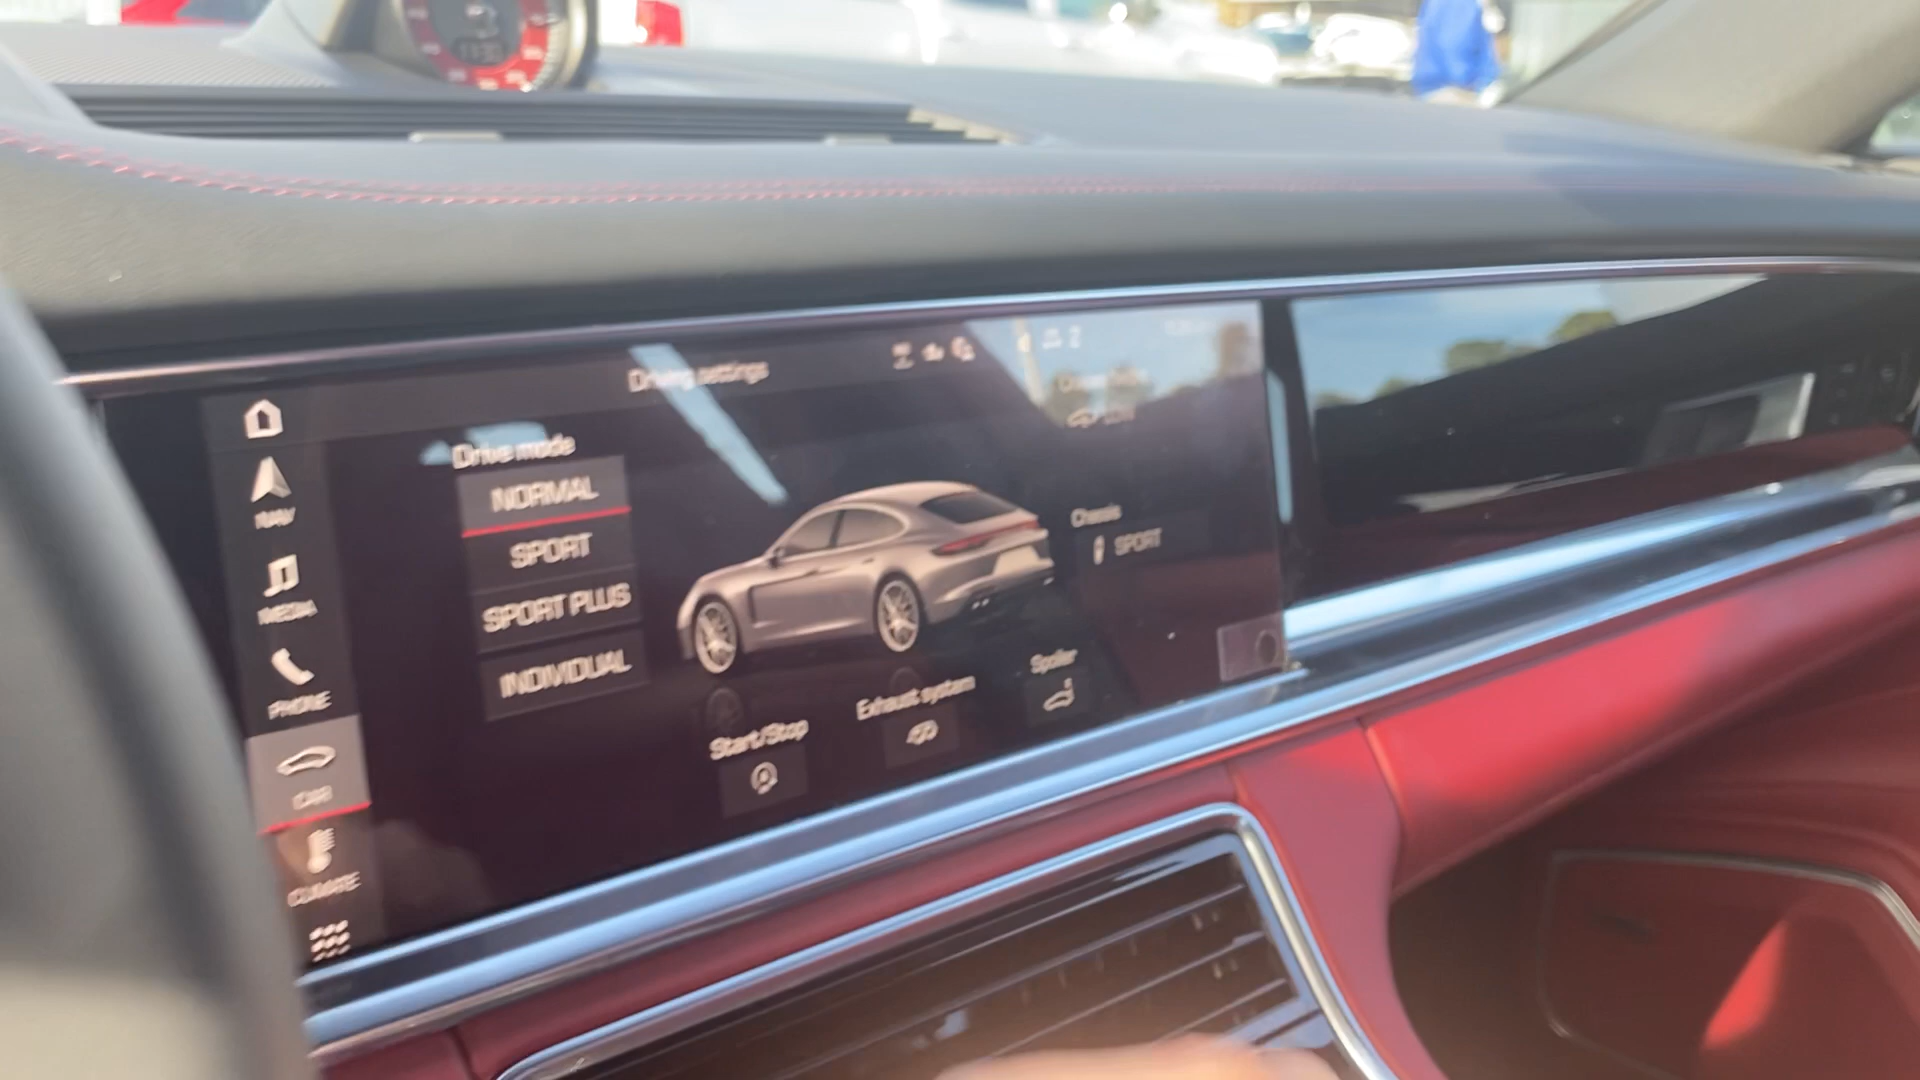 Driving settings
NAV
MEDIA
PHONE
CAR
CLIMATE
Drive mode
NORMAL
SPORT
SPORT PLUS
INDIVIDUAL
Chassis
SPORT
Start/Stop
Exhaust system
Spoiler